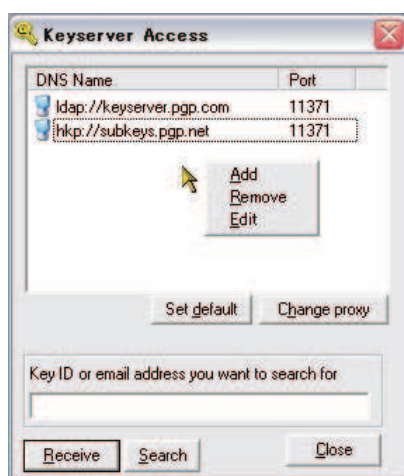 Keyserver Access
DNS Name Port
ldap://keyserver.pgp.com 11371
hkp://subkeys.pgp.net 11371
Add
Remove
Edit
Set default Change proxy
Key ID or email address you want to search for
Receive Search Close